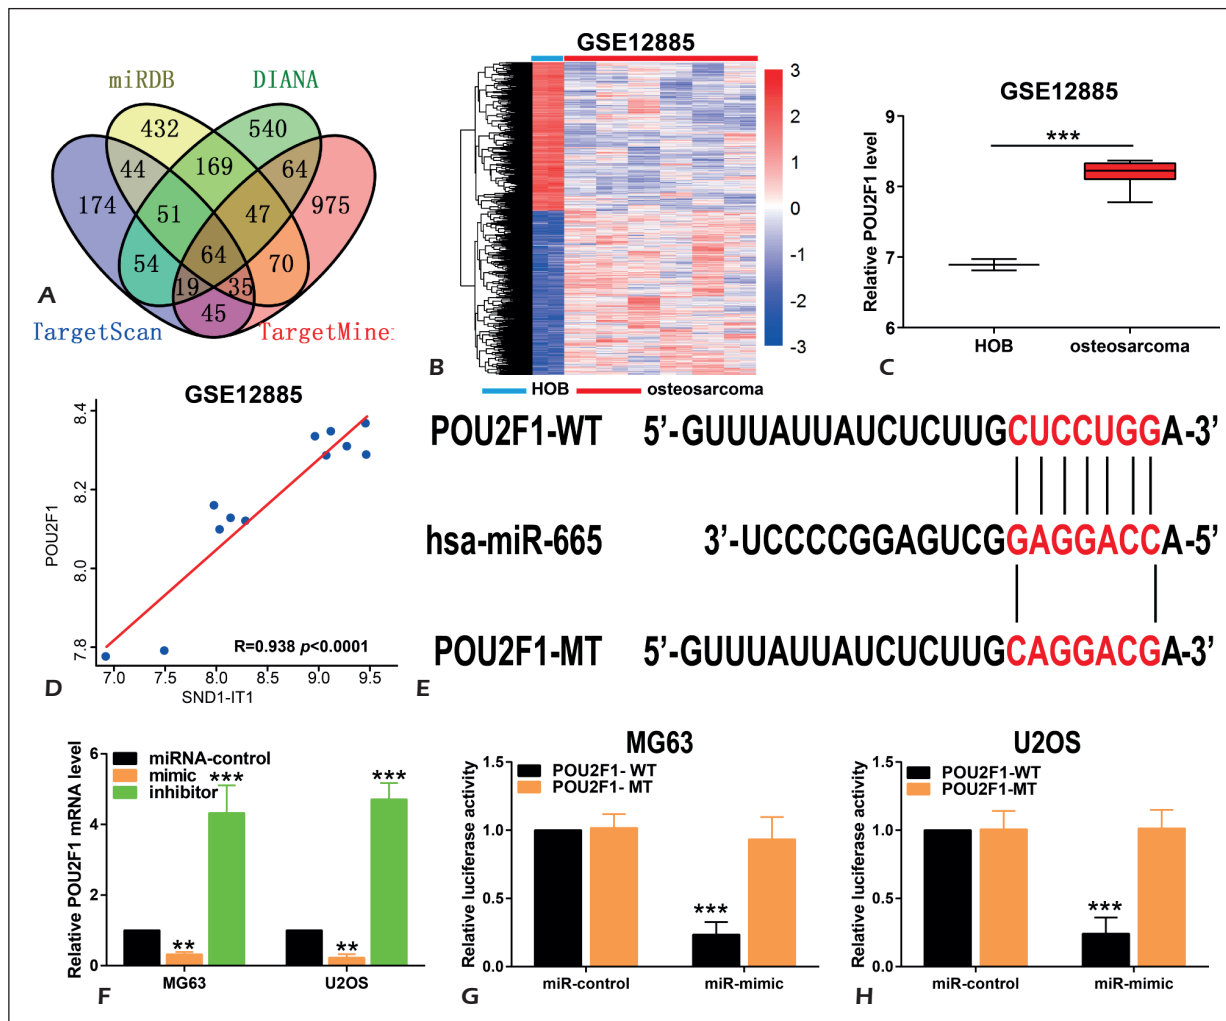 miRDB DIANA
432 540
44 169 64
174 51 47 975
54 64 70
19 35
45
TargetScan TargetMine
A
GSE12885
3
2
1
0
-1
-2
-3
HOB osteosarcoma
B
GSE12885
***
Relative POU2F1 level
8
7
6
HOB osteosarcoma
C
GSE12885
POU2F1
8.4
8.2
8.0
7.8
R=0.938 p<0.0001
7.0 7.5 8.0 8.5 9.0 9.5
SND1-IT1
D
POU2F1-WT 5’-GUUUAUUAUCUCUUGCUCCUGGA-3’
hsa-miR-665 3’-UCCCCGGAGUCGGAGGACCA-5’
POU2F1-MT 5’-GUUUAUUAUCUCUUGCAGGACGA-3’
E
Relative POU2F1 mRNA level
miRNA-control
mimic
inhibitor
6
4
2
0
*** ***
** **
MG63 U2OS
F
MG63
Relative luciferase activity
POU2F1- WT
POU2F1- MT
1.5
1.0
0.5
0.0
***
miR-control miR-mimic
G
U2OS
Relative luciferase activity
POU2F1-WT
POU2F1-MT
1.5
1.0
0.5
0.0
***
miR-control miR-mimic
H